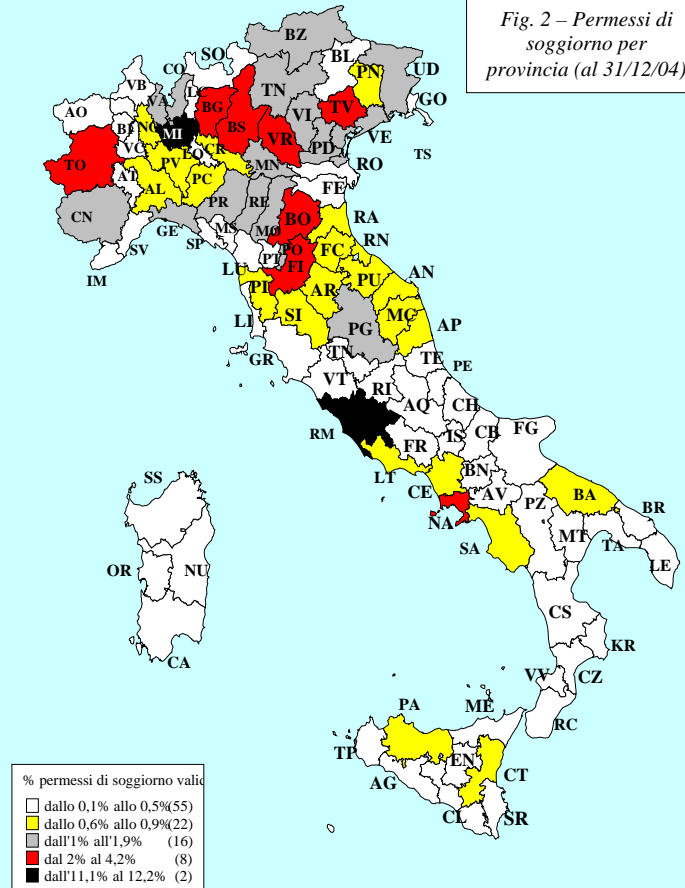 Fig. 2 – Permessi di
soggiorno per
provincia (al 31/12/04)
BZ
SO
BL
CO
PN
UD
VB
TN
LC
VA
GO
AO
BG
TV
BI
NO
MI
BS
VI
VE
VC
VR
PD
TS
TO
LO
CR
PV
MN
RO
AT
PC
AL
FE
PR
RE
CN
BO
RA
GE
MS
MO
SV
SP
RN
PT
PO
FC
IM
LU
FI
AN
PI
AR
PU
LI
SI
MC
AP
PG
GR
TN
TE
PE
VT
RI
AQ
CH
FG
CB
RM
FR
IS
SS
LT
BN
CE
AV
PZ
BA
BR
NA
MT
SA
TA
OR
NU
LE
CS
CA
KR
VV
CZ
PA
ME
RC
TP
EN
AG
CT
CL
SR
% permessi di soggiorno valid
dallo 0,1% allo 0,5% (55)
dallo 0,6% allo 0,9% (22)
dall'1% all'1,9% (16)
dal 2% al 4,2% (8)
dall'11,1% al 12,2% (2)